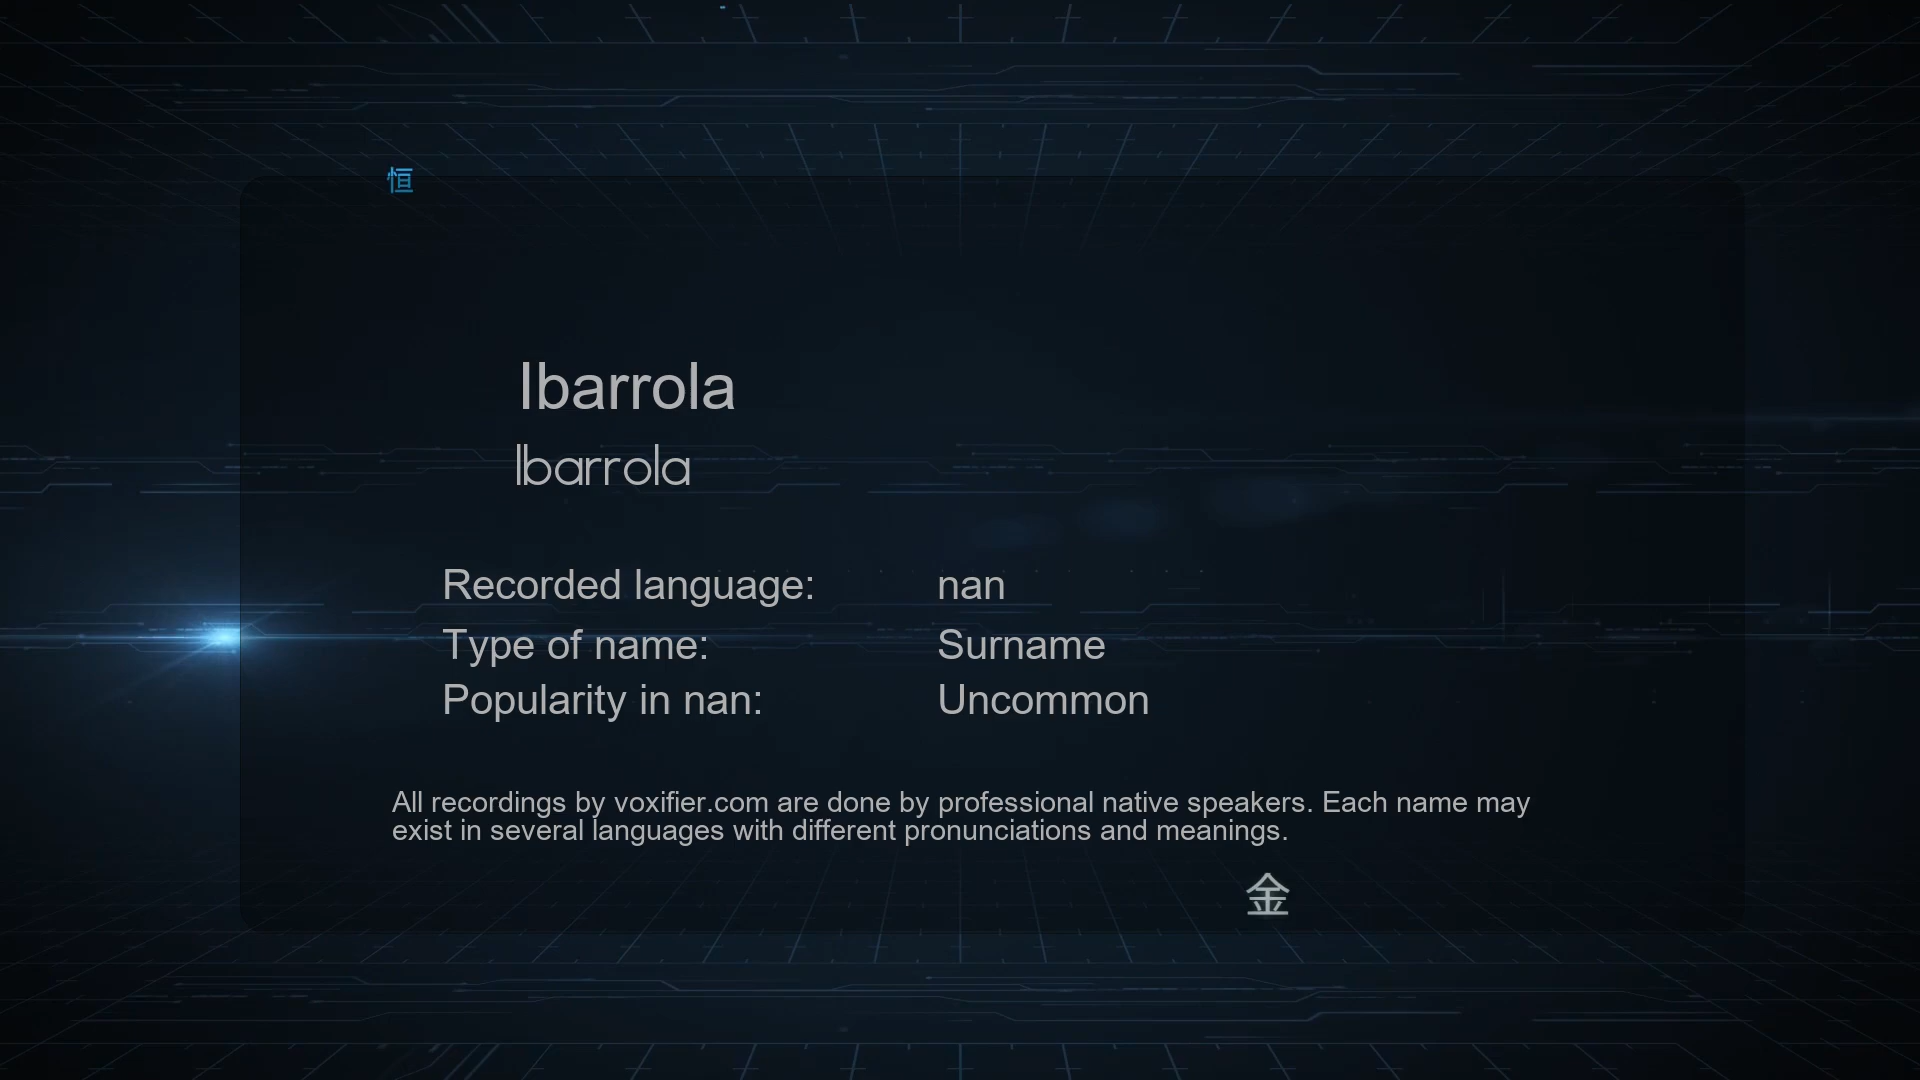 恒
Ibarrola
Ibarrola
Recorded language: nan
Type of name: Surname
Popularity in nan: Uncommon
All recordings by voxifier.com are done by professional native speakers. Each name may
exist in several languages with different pronunciations and meanings.
金